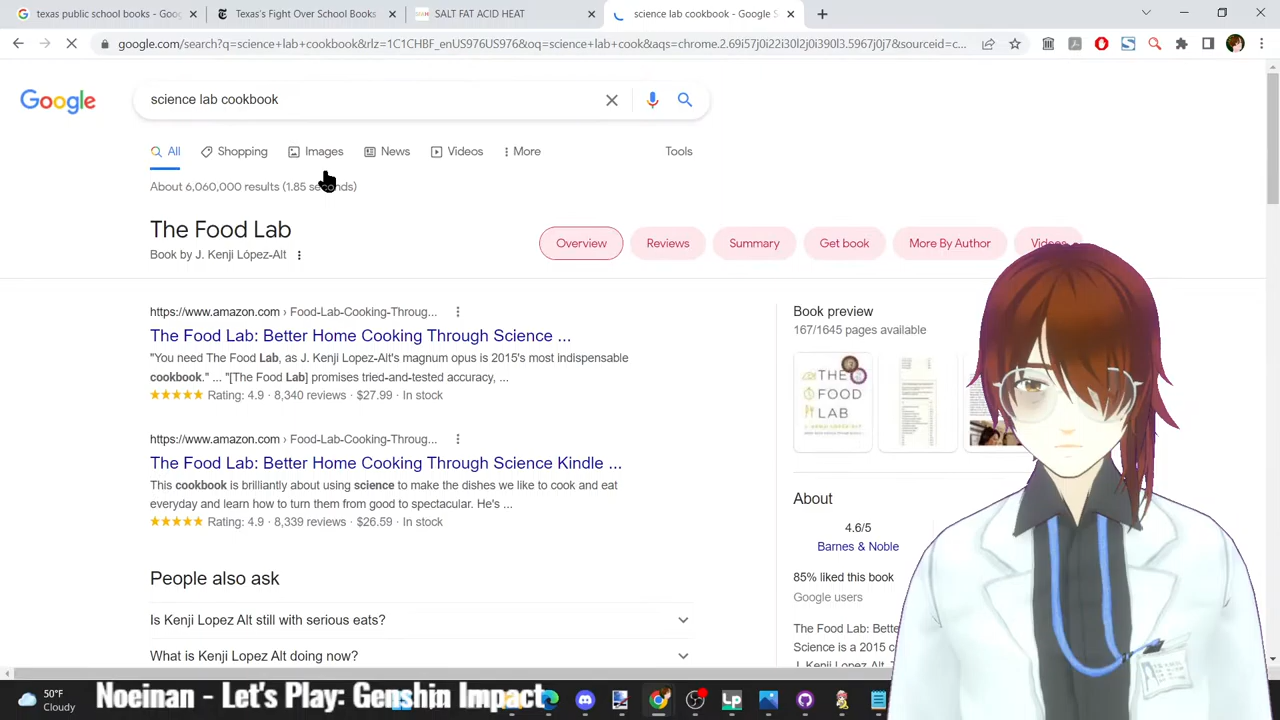 texas public school books - Goo
Texas's Fight Over School Books
SALT FAT ACID HEAT
science lab cookbook - Google S
google.com/search?q=science+lab+cookbook&rlz=1C1CHBF_enUS976US976&oq=science+lab+cook&aqs=chrome.2.69i57j0i22i30l2j0i390l3.5967j0j7&sourceid=c...
Google
science lab cookbook
All
Shopping
Images
News
Videos
More
Tools
About 6,060,000 results (1.85 seconds)
The Food Lab
Book by J. Kenji López-Alt
Overview
Reviews
Summary
Get book
More By Author
Videos
https://www.amazon.com › Food-Lab-Cooking-Throug...
The Food Lab: Better Home Cooking Through Science ...
"You need The Food Lab, as J. Kenji Lopez-Alt's magnum opus is 2015's most indispensable
cookbook." ... "[The Food Lab] promises tried-and-tested accuracy, ...
Rating: 4.9 · 8,340 reviews · $27.99 · In stock
https://www.amazon.com › Food-Lab-Cooking-Throug...
The Food Lab: Better Home Cooking Through Science Kindle ...
This cookbook is brilliantly about using science to make the dishes we like to cook and eat
everyday and learn how to turn them from good to spectacular. He's ...
Rating: 4.9 · 8,339 reviews · $26.59 · In stock
People also ask
Is Kenji Lopez Alt still with serious eats?
What is Kenji Lopez Alt doing now?
Book preview
167/1645 pages available
THE
FOOD
LAB
About
4.6/5
Barnes & Noble
85% liked this book
Google users
The Food Lab: Bette
Science is a 2015 c
J. Kenji Lopez-Alt.
50°F
Cloudy
Noeinan - Let's Play: Genshin Impact